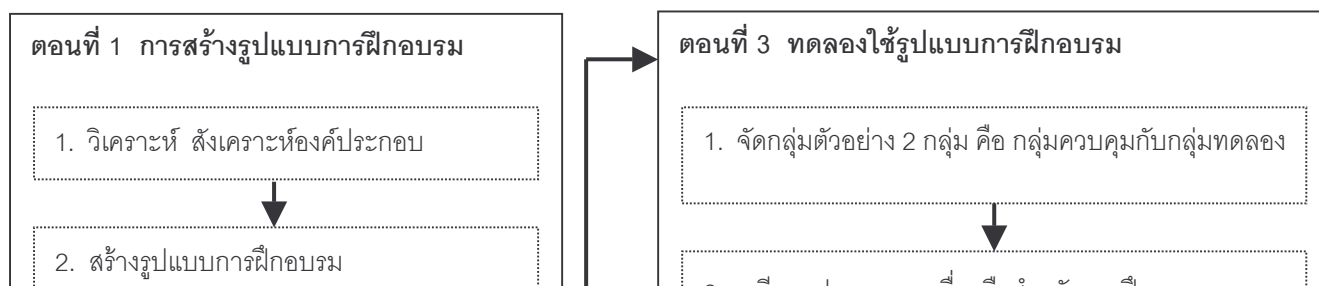 ตอนที่ 1 การสร้างรูปแบบการฝึกอบรม
1. วิเคราะห์ สังเคราะห์องค์ประกอบ
2. สร้างรูปแบบการฝึกอบรม
ตอนที่ 3 ทดลองใช้รูปแบบการฝึกอบรม
1. จัดกลุ่มตัวอย่าง 2 กลุ่ม คือ กลุ่มควบคุมกับกลุ่มทดลอง